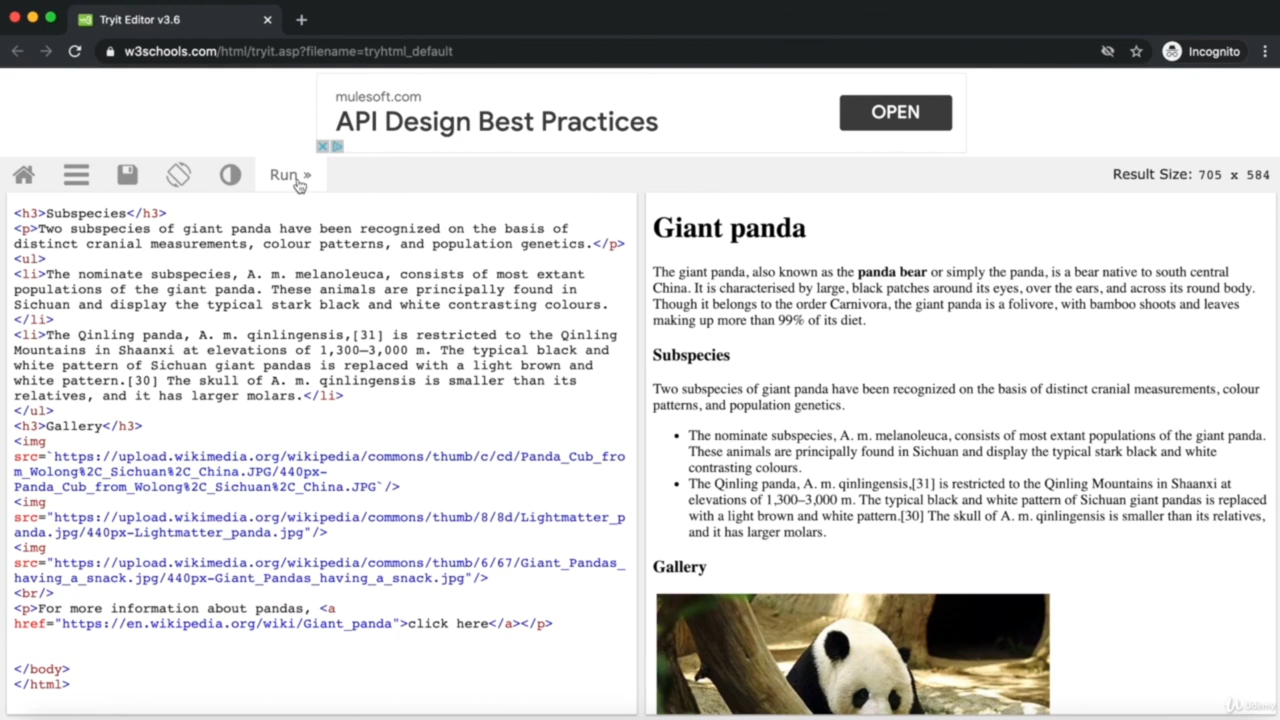 Tryit Editor v3.6
w3schools.com/html/tryit.asp?filename=tryhtml_default
Incognito
mulesoft.com
API Design Best Practices
OPEN
Run »
Result Size: 705 x 584
<h3>Subspecies</h3>
<p>Two subspecies of giant panda have been recognized on the basis of
distinct cranial measurements, colour patterns, and population genetics.</p>
<ul>
<li>The nominate subspecies, A. m. melanoleuca, consists of most extant
populations of the giant panda. These animals are principally found in
Sichuan and display the typical stark black and white contrasting colours.
</li>
<li>The Qinling panda, A. m. qinlingensis,[31] is restricted to the Qinling
Mountains in Shaanxi at elevations of 1,300–3,000 m. The typical black and
white pattern of Sichuan giant pandas is replaced with a light brown and
white pattern.[30] The skull of A. m. qinlingensis is smaller than its
relatives, and it has larger molars.</li>
</ul>
<h3>Gallery</h3>
<img
src=`https://upload.wikimedia.org/wikipedia/commons/thumb/c/cd/Panda_Cub_fro
m_Wolong%2C_Sichuan%2C_China.JPG/440px-
Panda_Cub_from_Wolong%2C_Sichuan%2C_China.JPG`/>
<img
src="https://upload.wikimedia.org/wikipedia/commons/thumb/8/8d/Lightmatter_p
anda.jpg/440px-Lightmatter_panda.jpg"/>
<img
src="https://upload.wikimedia.org/wikipedia/commons/thumb/6/67/Giant_Pandas_
having_a_snack.jpg/440px-Giant_Pandas_having_a_snack.jpg"/>
<br/>
<p>For more information about pandas, <a
href="https://en.wikipedia.org/wiki/Giant_panda">click here</a></p>
</body>
</html>
Giant panda
The giant panda, also known as the panda bear or simply the panda, is a bear native to south central
China. It is characterised by large, black patches around its eyes, over the ears, and across its round body.
Though it belongs to the order Carnivora, the giant panda is a folivore, with bamboo shoots and leaves
making up more than 99% of its diet.
Subspecies
Two subspecies of giant panda have been recognized on the basis of distinct cranial measurements, colour
patterns, and population genetics.
• The nominate subspecies, A. m. melanoleuca, consists of most extant populations of the giant panda.
These animals are principally found in Sichuan and display the typical stark black and white
contrasting colours.
• The Qinling panda, A. m. qinlingensis,[31] is restricted to the Qinling Mountains in Shaanxi at
elevations of 1,300–3,000 m. The typical black and white pattern of Sichuan giant pandas is replaced
with a light brown and white pattern.[30] The skull of A. m. qinlingensis is smaller than its relatives,
and it has larger molars.
Gallery
Udemy